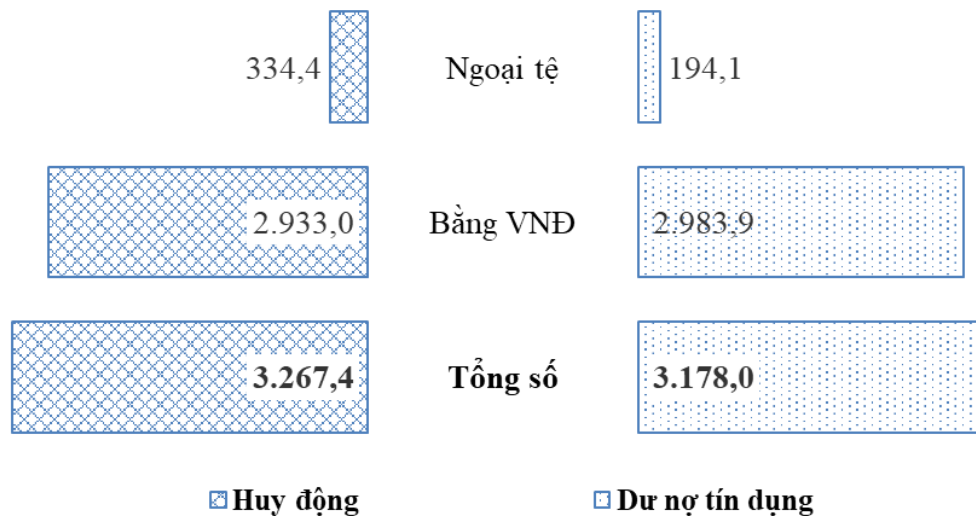 334,4 Ngoại tệ 194,1
2.933,0 Bằng VNĐ 2.983,9
3.267,4 Tổng số 3.178,0
Huy động Dư nợ tín dụng